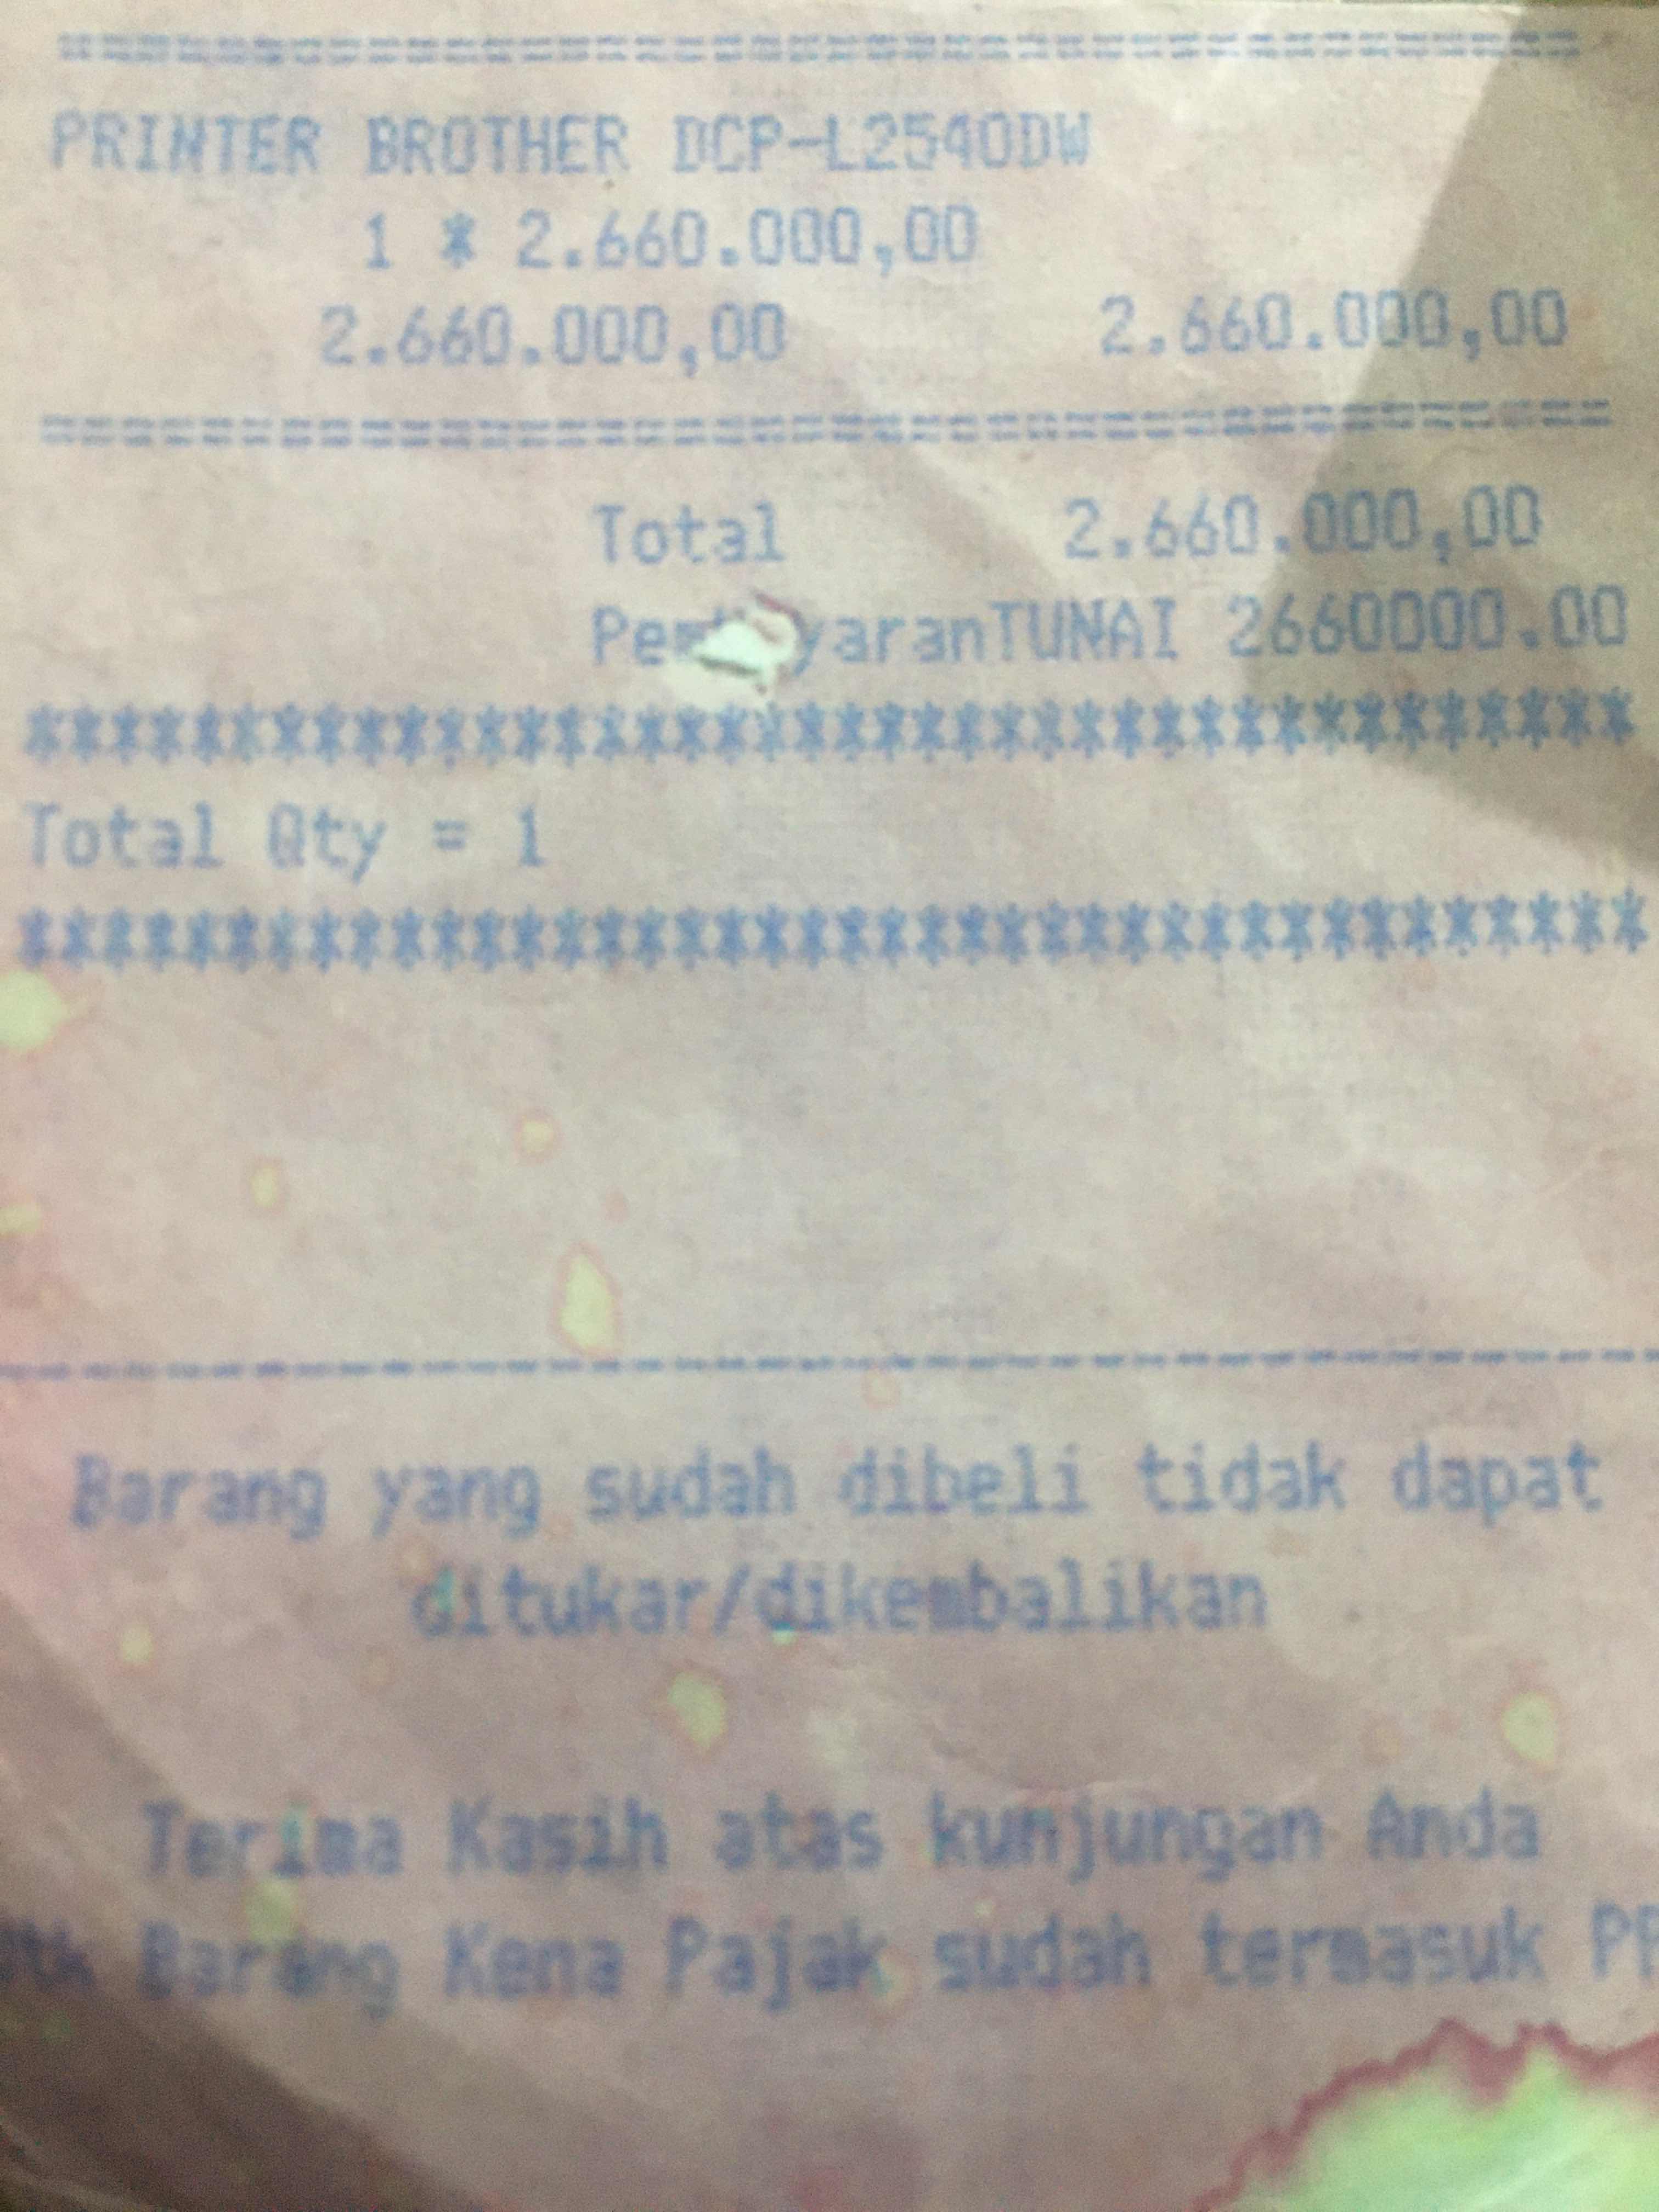 PRINTER BROTHER DCP-L2540DW
1 * 2.660.000,00
2.660.000,00 2.660.000,00
Total 2.660.000,00
TUNAI 2660000.00
*****************************************
Total Qty = 1
*****************************************
Barang yang sudah dibeli tidak dapat
ditukar/dikembalikan
Terima Kasih atas kunjungan Anda
Barang Kena Pajak sudah termasuk